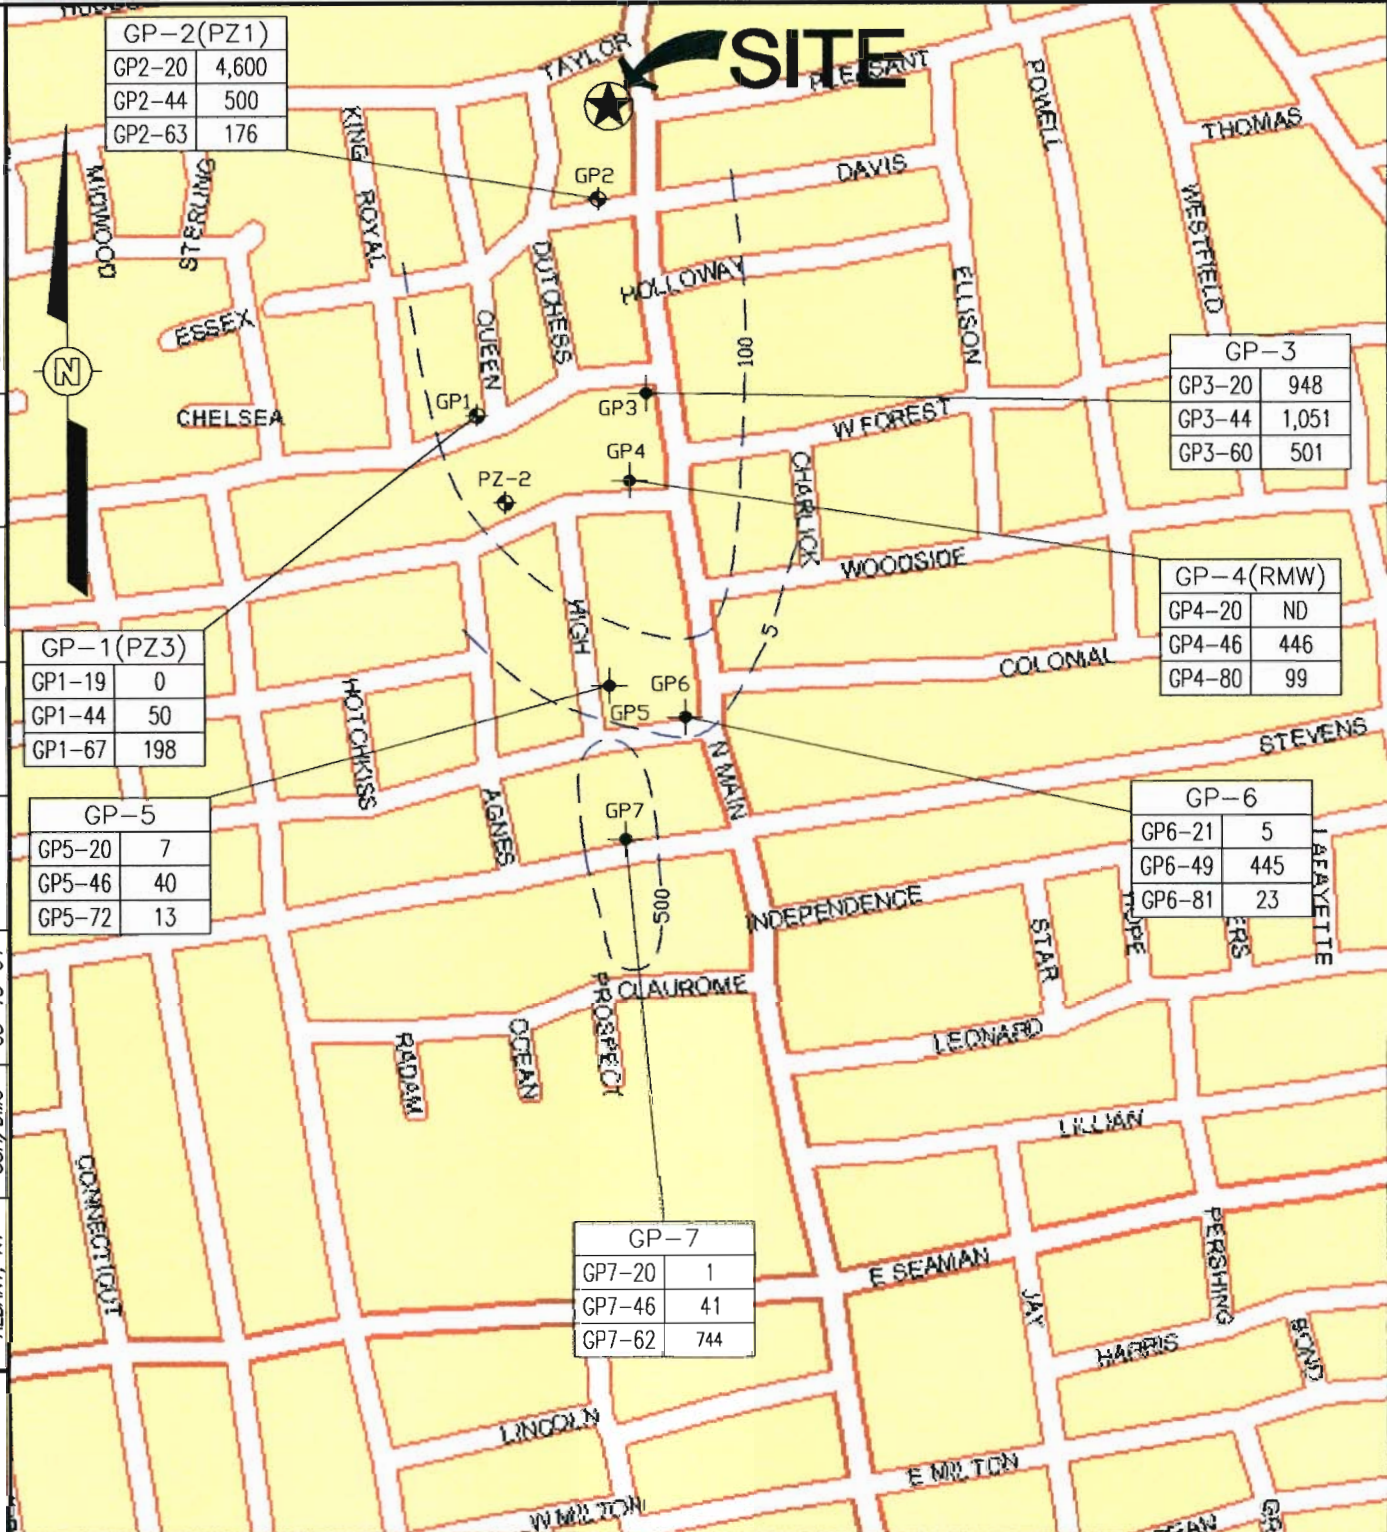 GP-2(PZ1)
GP2-20 4,600
GP2-44 500
GP2-63 176
SITE
TAYLOR
PLEASANT
POWELL
THOMAS
KING
ROYAL
MIDWOOD
STERLING
GP2
DAVIS
WESTFIELD
DUTCHESS
HOLLOWAY
ELLISON
ESSEX
QUEEN
100
N
CHELSEA
GP1
GP3
GP-3
GP3-20 948
GP3-44 1,051
GP3-60 501
W FOREST
GP4
PZ-2
CHARLICK
WOODSIDE
GP-4(RMW)
GP4-20 ND
GP4-46 446
GP4-80 99
HIGH
5
COLONIAL
GP-1(PZ3)
GP1-19 0
GP1-44 50
GP1-67 198
HOTCHKISS
GP6
GP5
N MAIN
STEVENS
GP-5
GP5-20 7
GP5-46 40
GP5-72 13
AGNES
GP7
GP-6
GP6-21 5
GP6-49 445
GP6-81 23
LAFAYETTE
500
INDEPENDENCE
STAR
ERS
PROSPECT
CLAUROME
OCEAN
RADAM
LEONARD
LILLIAN
CONNECTICUT
PERSHING
GP-7
GP7-20 1
GP7-46 41
GP7-62 744
E SEAMAN
JAY
HARRIS
BOND
LINCOLN
E MILTON
W MILTON